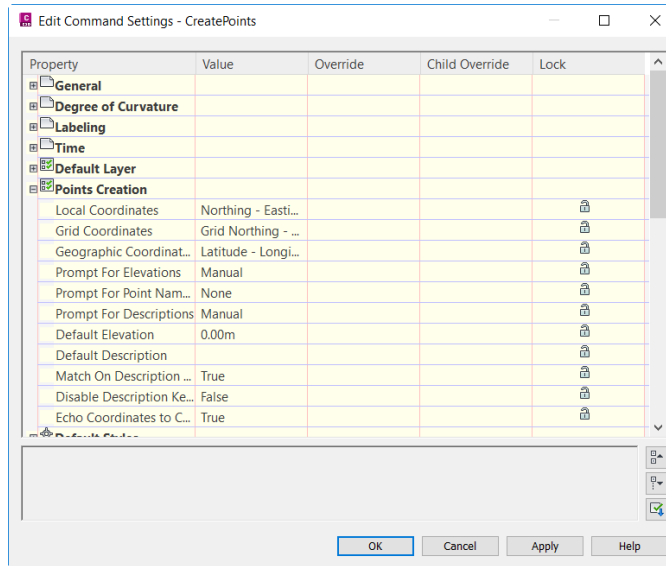 Edit Command Settings - CreatePoints
Property Value Override Child Override Lock
General
Degree of Curvature
Labeling
Time
Default Layer
Points Creation
Local Coordinates Northing - Easti...
Grid Coordinates Grid Northing - ...
Geographic Coordinat... Latitude - Longi...
Prompt For Elevations Manual
Prompt For Point Nam... None
Prompt For Descriptions Manual
Default Elevation 0.00m
Default Description
Match On Description ... True
Disable Description Ke... False
Echo Coordinates to C... True
Default Styles
OK Cancel Apply Help